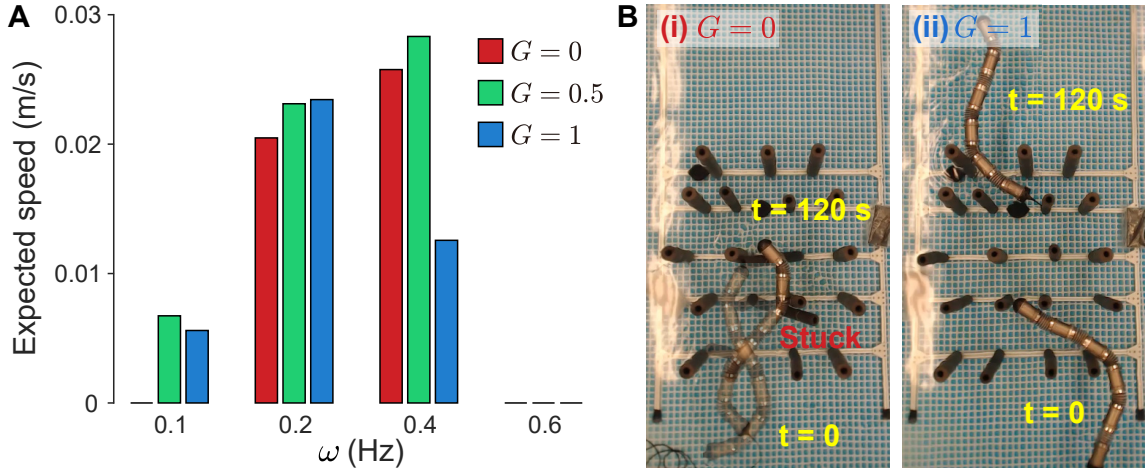 A
Expected speed (m/s)
0.03
0.02
0.01
0
0.1
0.2
0.4
0.6
ω (Hz)
G = 0
G = 0.5
G = 1
B
(i) G = 0
t = 120 s
Stuck
t = 0
(ii) G = 1
t = 120 s
t = 0